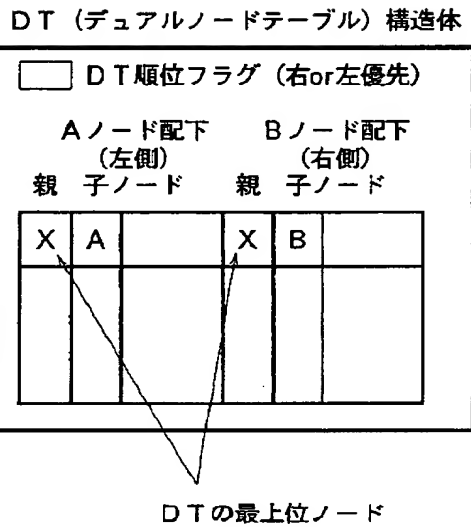 DT（デュアルノードテーブル）構造体
DT順位フラグ（右or左優先）
Aノード配下 Bノード配下
（左側） （右側）
親 子ノード 親 子ノード
X A X B
DTの最上位ノード